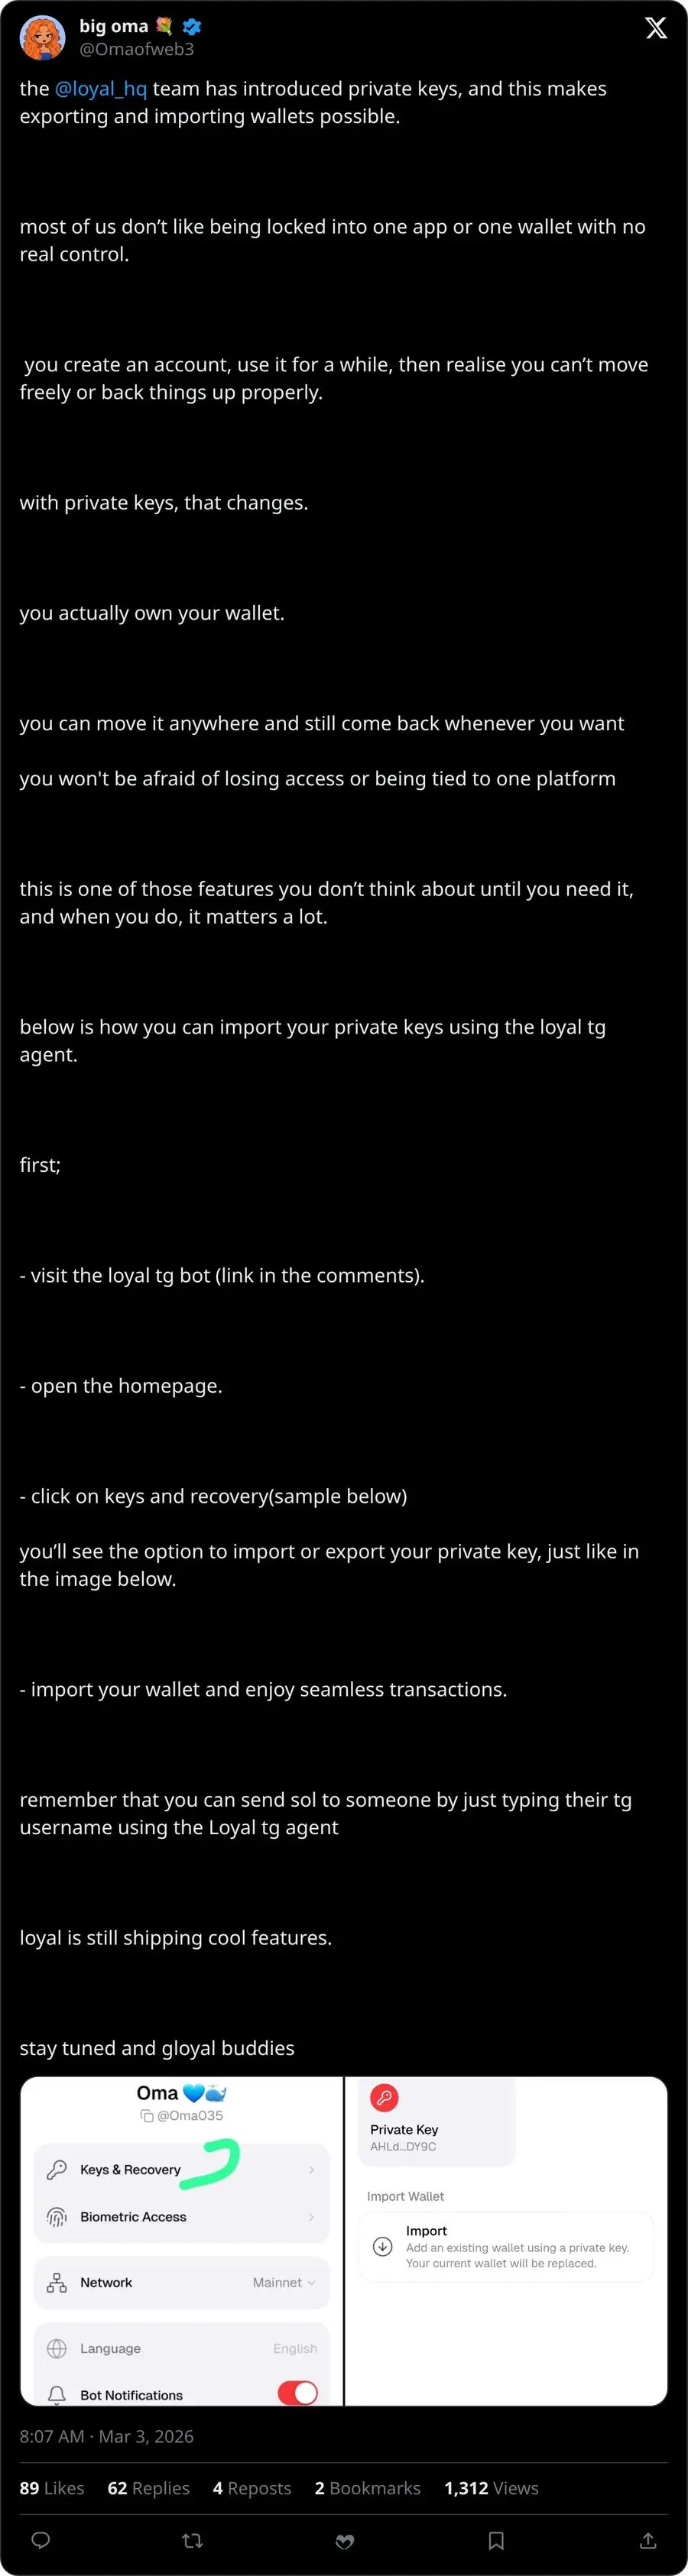 big oma 💐
@Omaofweb3
the @loyal_hq team has introduced private keys, and this makes
exporting and importing wallets possible.
most of us don’t like being locked into one app or one wallet with no
real control.
you create an account, use it for a while, then realise you can’t move
freely or back things up properly.
with private keys, that changes.
you actually own your wallet.
you can move it anywhere and still come back whenever you want
you won't be afraid of losing access or being tied to one platform
this is one of those features you don’t think about until you need it,
and when you do, it matters a lot.
below is how you can import your private keys using the loyal tg
agent.
first;
- visit the loyal tg bot (link in the comments).
- open the homepage.
- click on keys and recovery(sample below)
you’ll see the option to import or export your private key, just like in
the image below.
- import your wallet and enjoy seamless transactions.
remember that you can send sol to someone by just typing their tg
username using the Loyal tg agent
loyal is still shipping cool features.
stay tuned and gloyal buddies
Oma 💙🐳
@Oma035
Keys & Recovery
Biometric Access
Network Mainnet
Language English
Bot Notifications
Private Key
AHLd...DY9C
Import Wallet
Import
Add an existing wallet using a private key.
Your current wallet will be replaced.
8:07 AM · Mar 3, 2026
89 Likes 62 Replies 4 Reposts 2 Bookmarks 1,312 Views